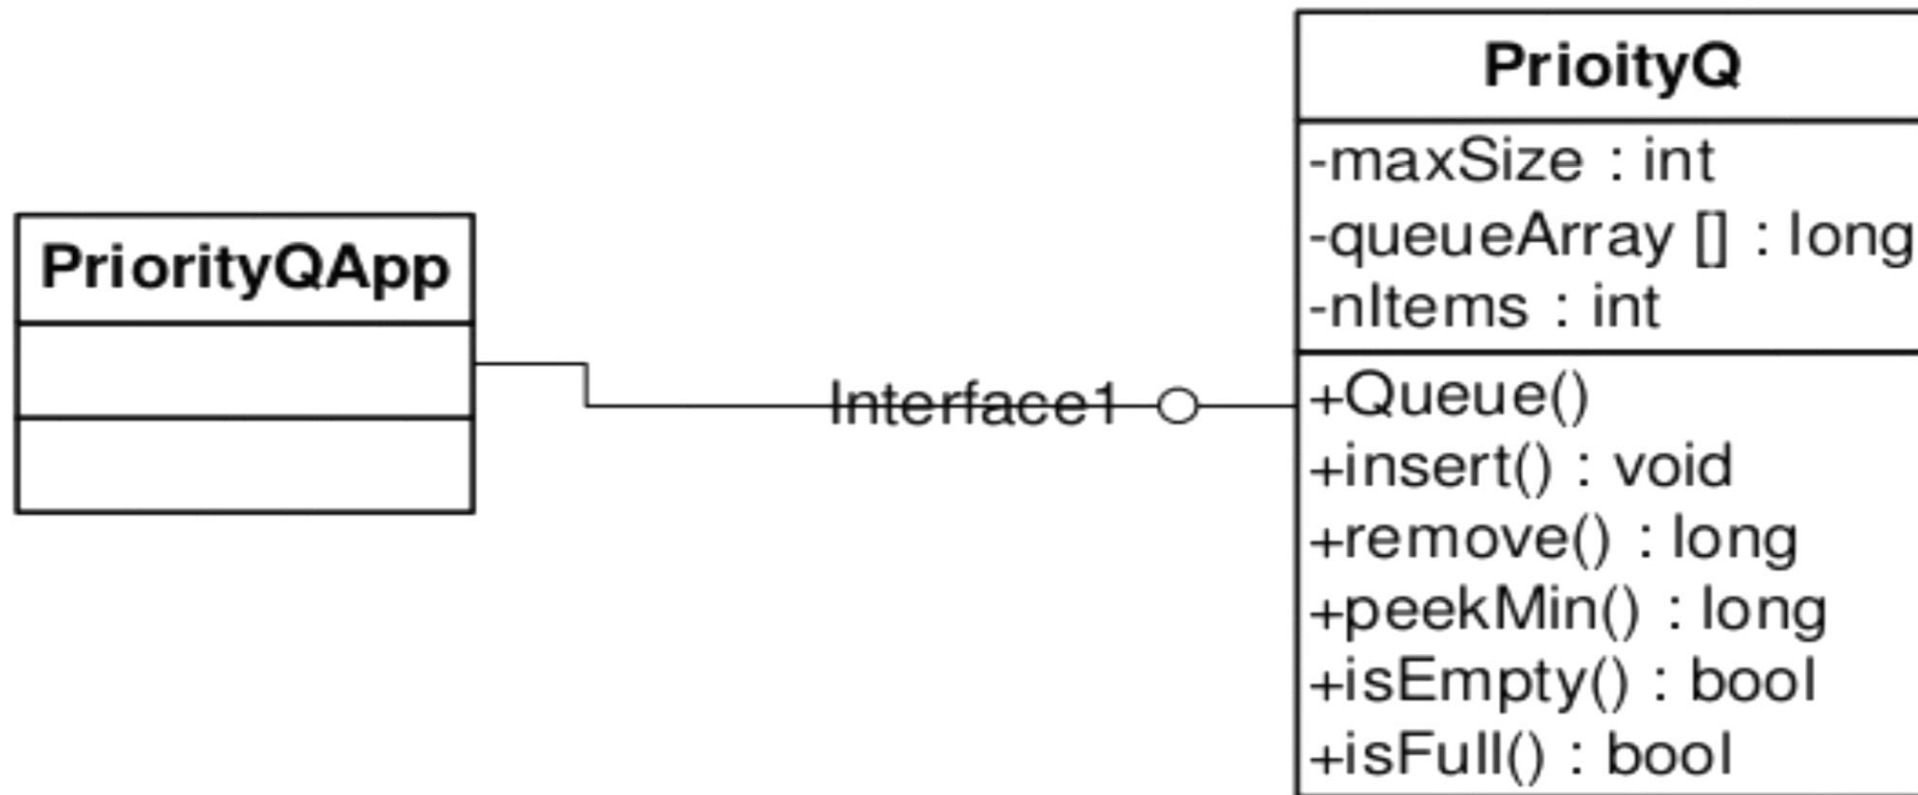 PrioityQ
-maxSize : int
-queueArray [] : long
-nItems : int
PriorityQApp
Interface1
+Queue()
+insert() : void
+remove() : long
+peekMin() : long
+isEmpty() : bool
+isFull() : bool